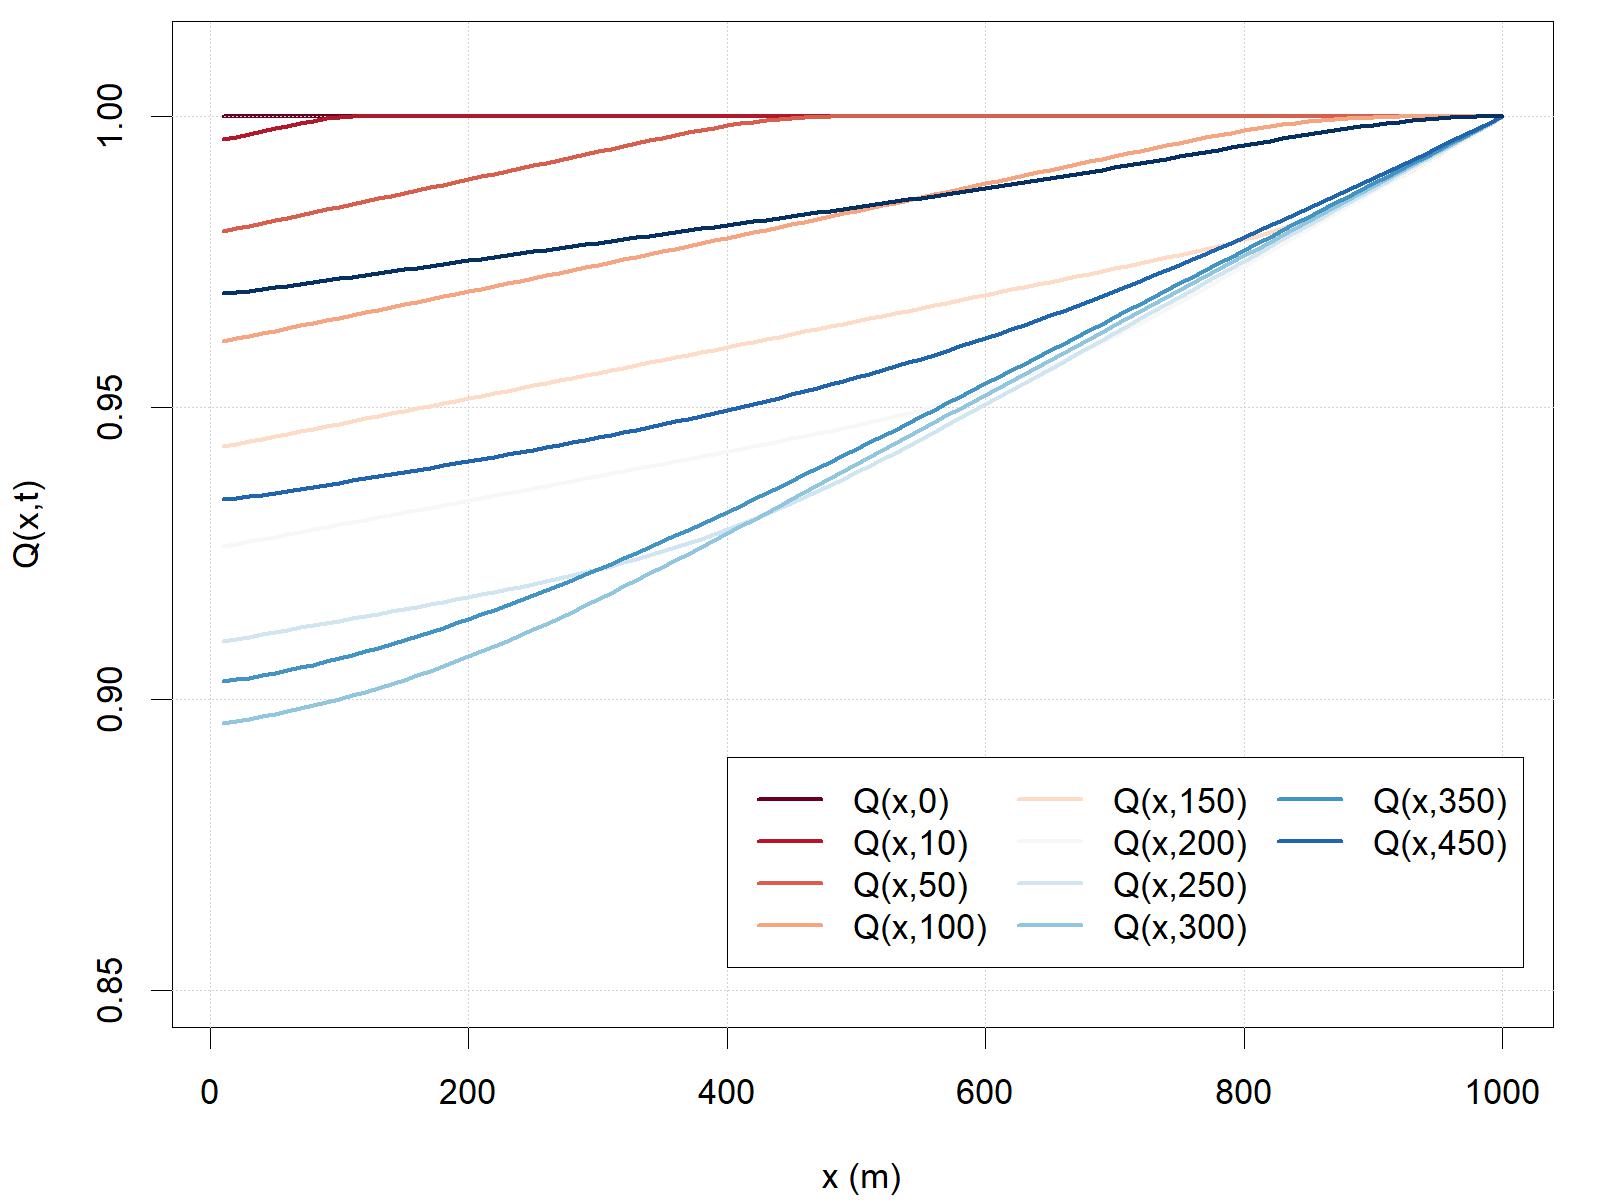 1.00
0.95
0.90
0.85
Q(x,t)
Q(x,0) Q(x,150) Q(x,350)
Q(x,10) Q(x,200) Q(x,450)
Q(x,50) Q(x,250)
Q(x,100) Q(x,300)
0 200 400 600 800 1000
x (m)